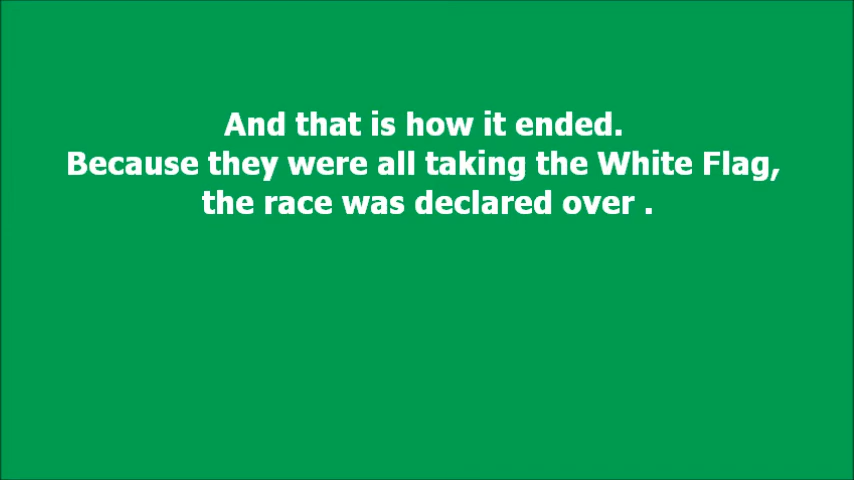 And that is how it ended.
Because they were all taking the White Flag,
the race was declared over .